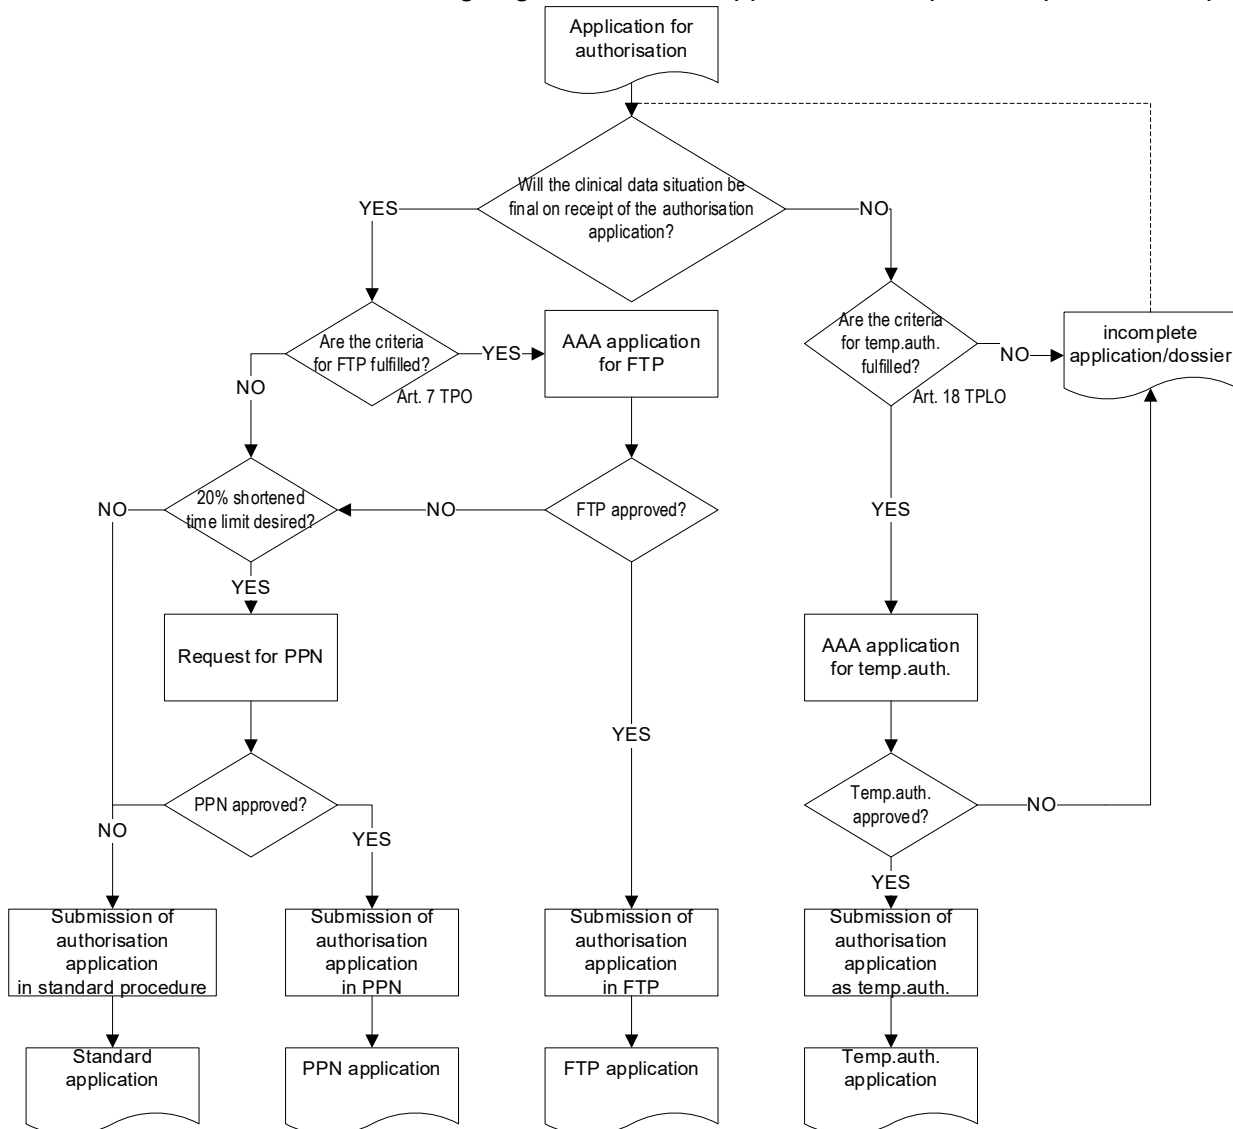 Application for
authorisation
Will the clinical data situation be
final on receipt of the authorisation
application?
YES
NO
Are the criteria
for FTP fulfilled?
Art. 7 TPO
YES
AAA application
for FTP
Are the criteria
for temp.auth.
fulfilled?
Art. 18 TPLO
NO
incomplete
application/dossier
NO
20% shortened
time limit desired?
NO
NO
FTP approved?
YES
YES
Request for PPN
AAA application
for temp.auth.
YES
PPN approved?
NO
YES
Temp.auth.
approved?
NO
YES
Submission of
authorisation
application
in standard procedure
Submission of
authorisation
application
in PPN
Submission of
authorisation
application
in FTP
Submission of
authorisation
application
as temp.auth.
Standard
application
PPN application
FTP application
Temp.auth.
application